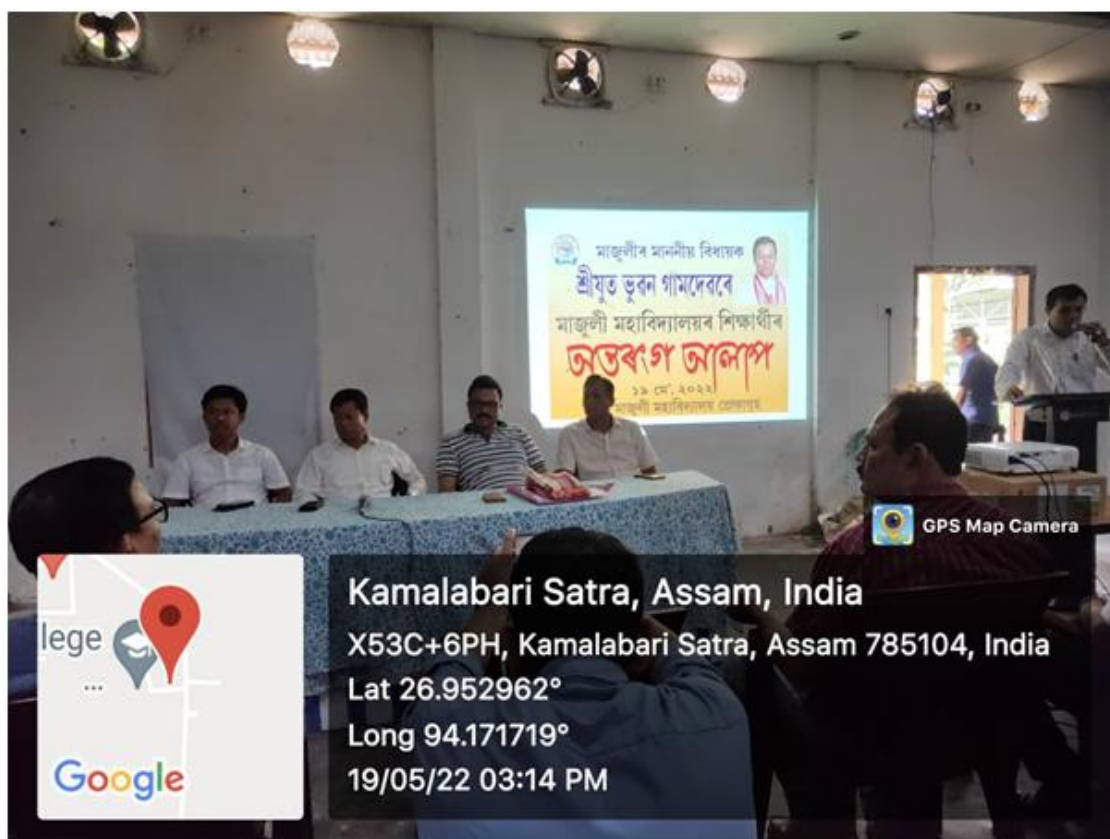 মাজুলীৰ মাননীয় বিধায়ক
শ্ৰীযুত ভুবন গামদেৱৰে
মাজুলী মহাবিদ্যালয়ৰ শিক্ষাৰ্থীৰ
অন্তৰংগ আলাপ
১৯ মে', ২০২২
মাজুলী মহাবিদ্যালয় প্ৰেক্ষাগৃহ
GPS Map Camera
lege
...
Google
Kamalabari Satra, Assam, India
X53C+6PH, Kamalabari Satra, Assam 785104, India
Lat 26.952962°
Long 94.171719°
19/05/22 03:14 PM